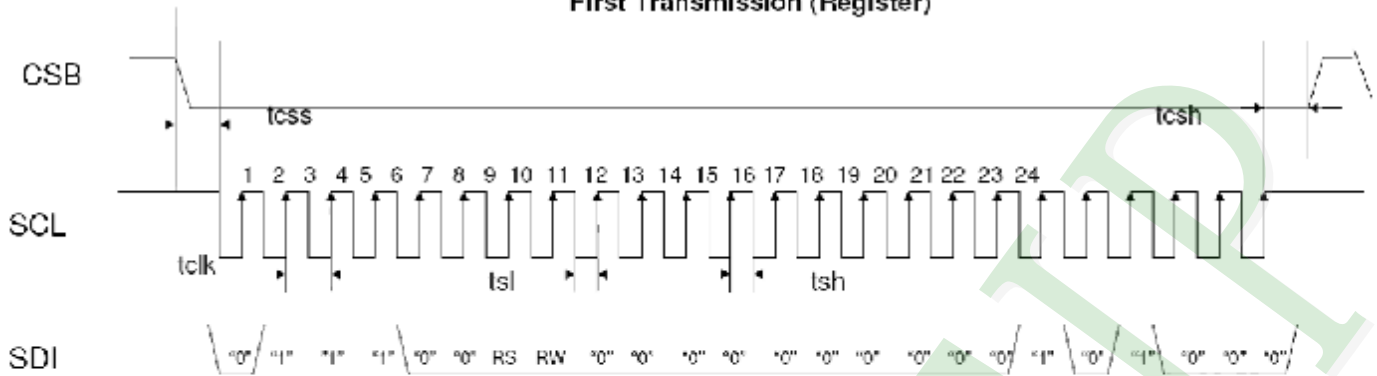 First Transmission (Register)
CSB
tcss
tcsh
1 2 3 4 5 6 7 8 9 10 11 12 13 14 15 16 17 18 19 20 21 22 23 24
SCL
tclk
tsl
tsh
SDI
"0" "1" "1" "1" "0" "0" RS RW "0" "0" "0" "0" "0" "0" "0" "0" "0" "0" "1" "0" "1" "0" "0" "0"